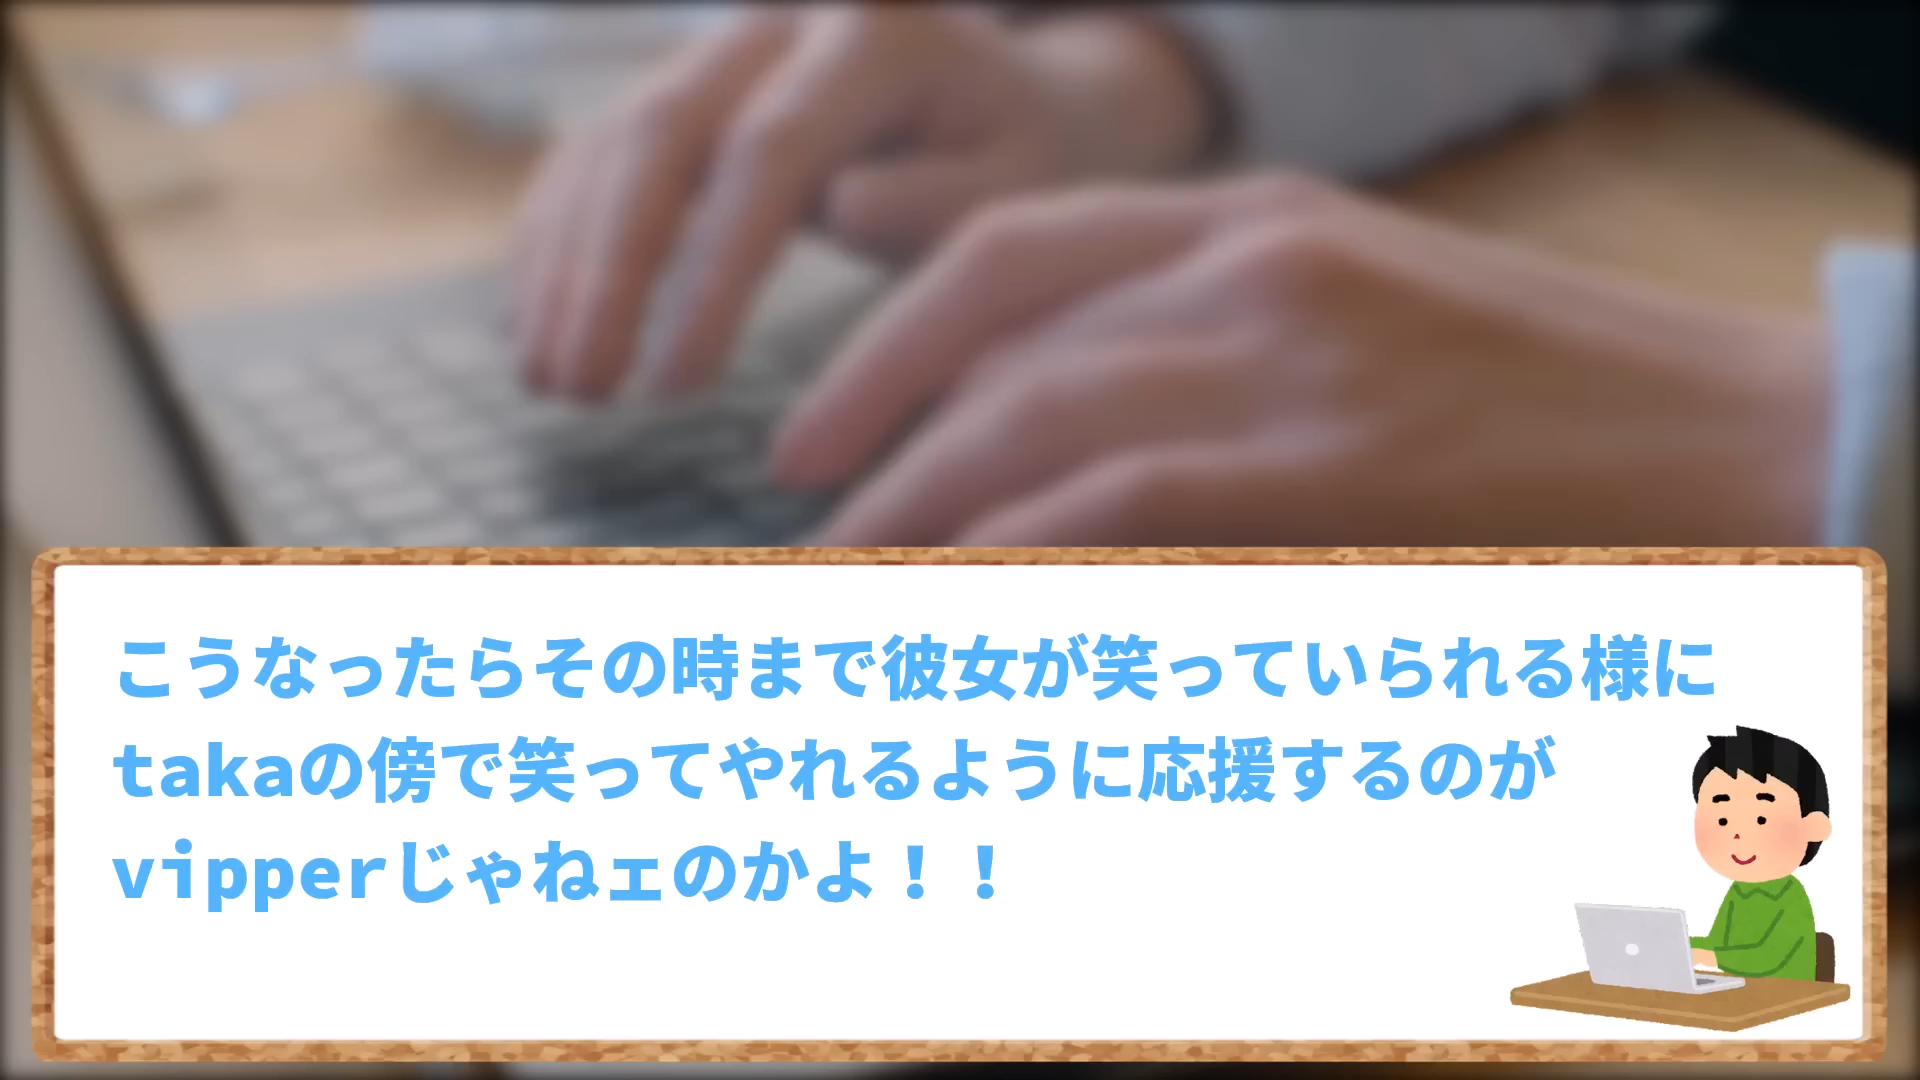 こうなったらその時まで彼女が笑っていられる様に
takaの傍で笑ってやれるように応援するのが
vipperじゃねェのかよ！！